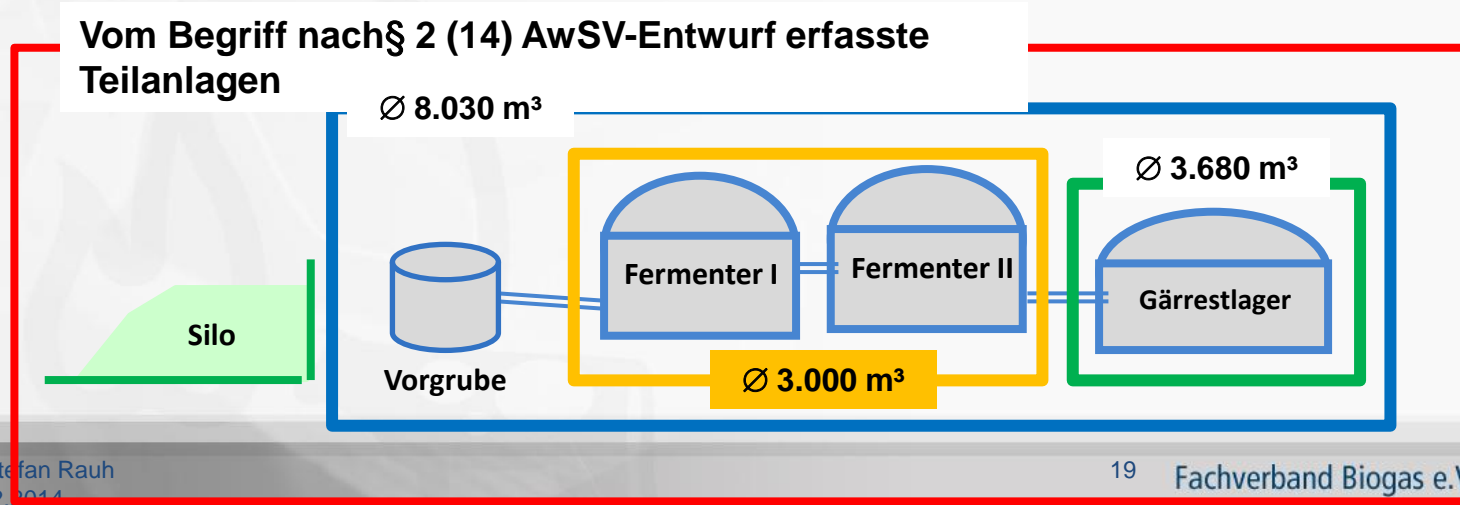 Vom Begriff nach§ 2 (14) AwSV-Entwurf erfasste
Teilanlagen
∅ 8.030 m³
∅ 3.680 m³
Fermenter I
Fermenter II
Gärrestlager
Silo
Vorgrube
∅ 3.000 m³
tefan Rauh
19
Fachverband Biogas e.V
2014